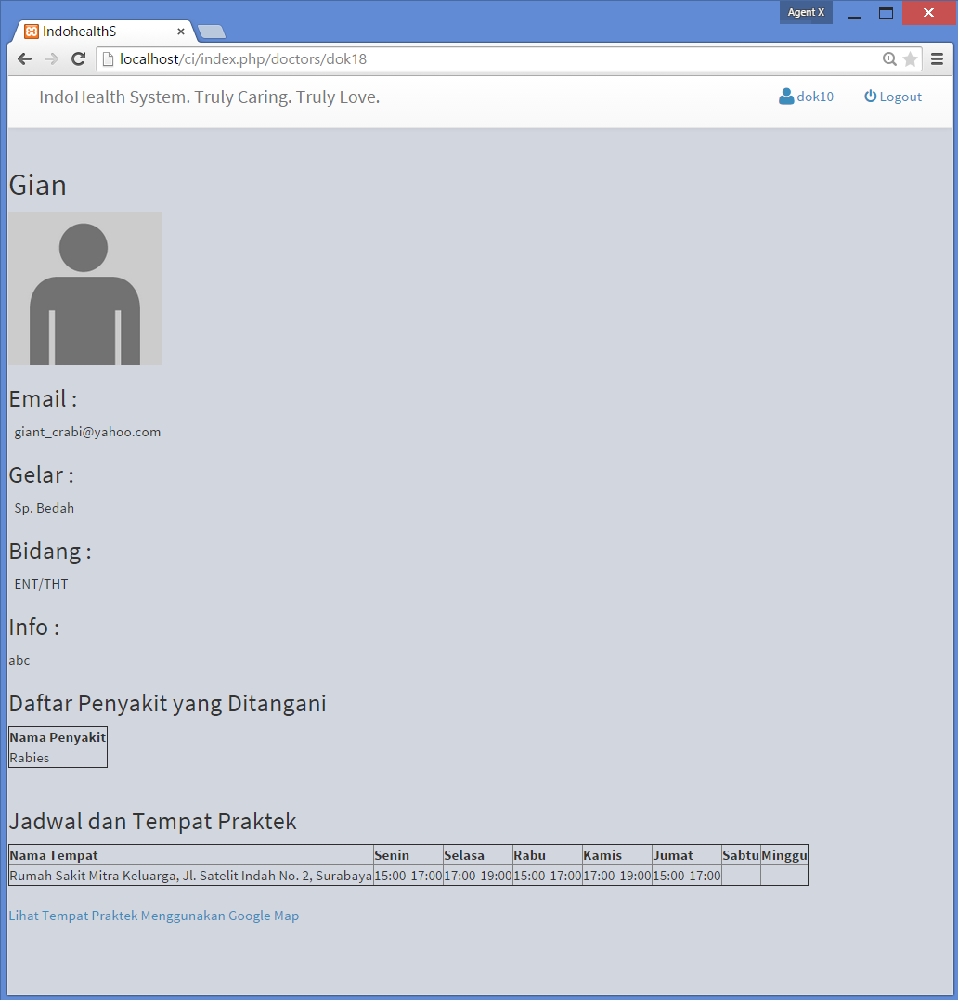 Agent X
IndohealthS
localhost/ci/index.php/doctors/dok18
IndoHealth System. Truly Caring. Truly Love. dok10 Logout
Gian
Email :
giant_crabi@yahoo.com
Gelar :
Sp. Bedah
Bidang :
ENT/THT
Info :
abc
Daftar Penyakit yang Ditangani
Nama Penyakit
Rabies
Jadwal dan Tempat Praktek
Nama Tempat Senin Selasa Rabu Kamis Jumat Sabtu Minggu
Rumah Sakit Mitra Keluarga, Jl. Satelit Indah No. 2, Surabaya 15:00-17:00 17:00-19:00 15:00-17:00 17:00-19:00 15:00-17:00
Lihat Tempat Praktek Menggunakan Google Map